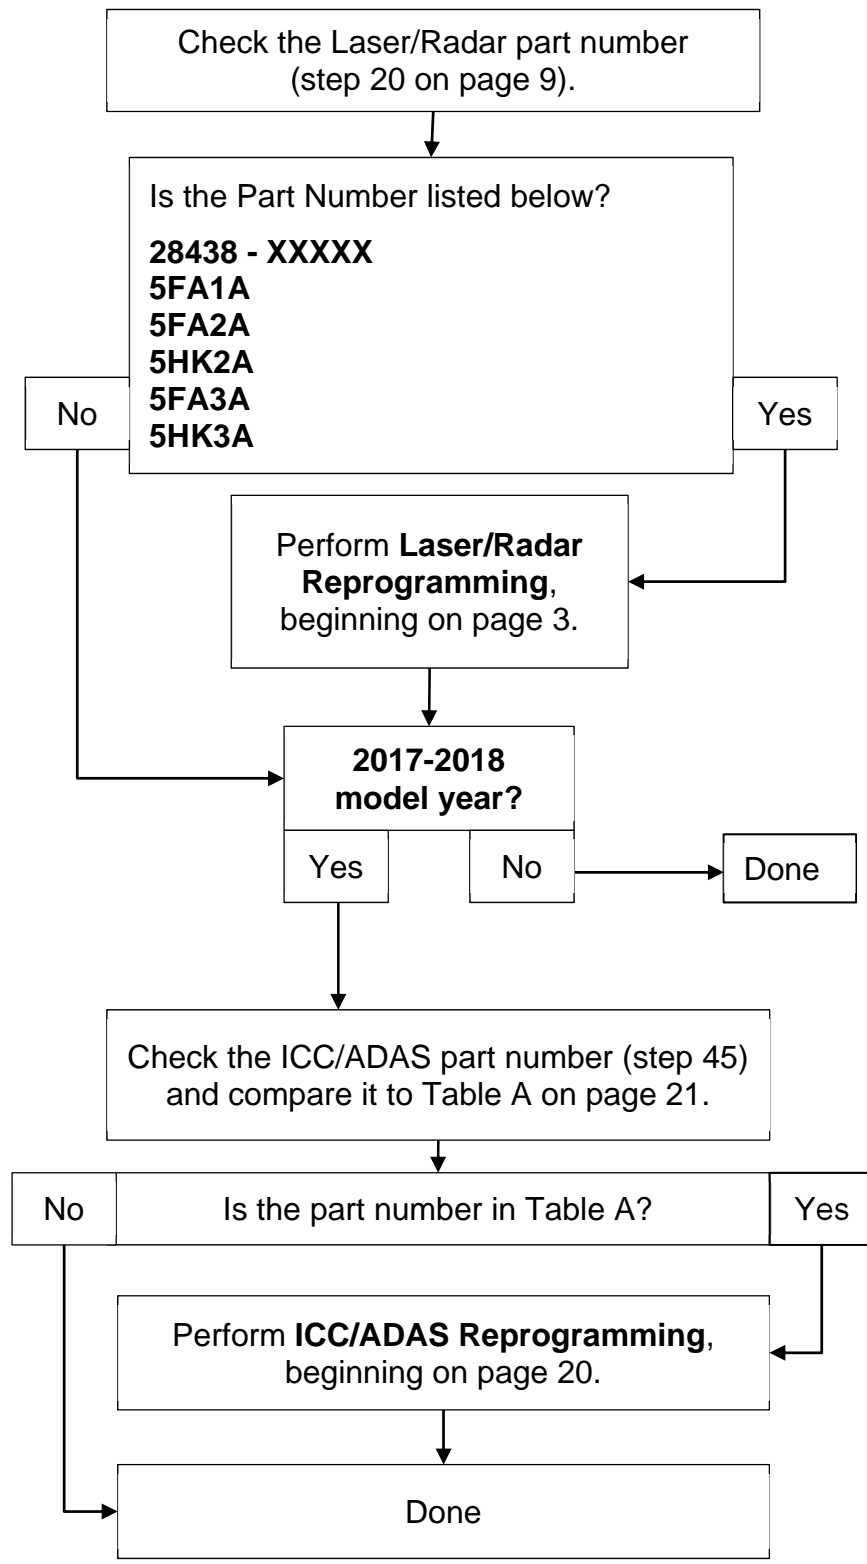 Check the Laser/Radar part number
(step 20 on page 9).
Is the Part Number listed below?
28438 - XXXXX
5FA1A
5FA2A
5HK2A
5FA3A
5HK3A
No
Yes
Perform Laser/Radar
Reprogramming,
beginning on page 3.
2017-2018
model year?
Yes
No
Done
Check the ICC/ADAS part number (step 45)
and compare it to Table A on page 21.
No
Is the part number in Table A?
Yes
Perform ICC/ADAS Reprogramming,
beginning on page 20.
Done